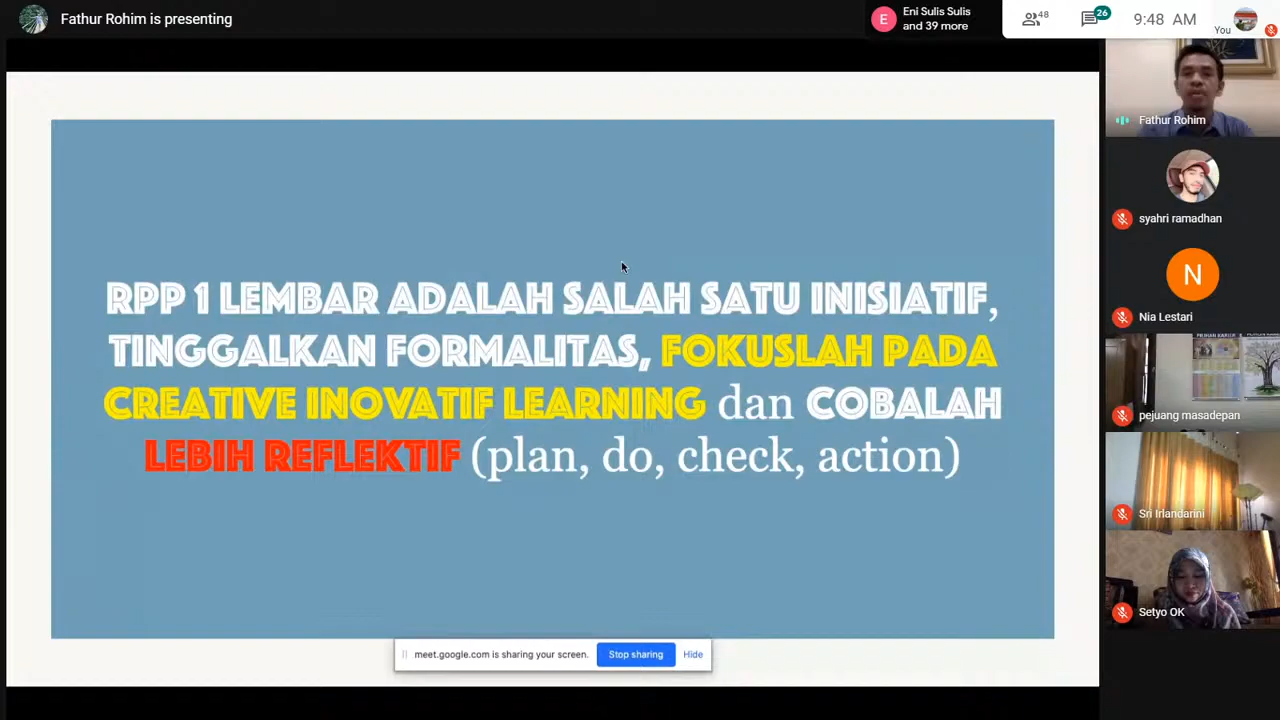 Fathur Rohim is presenting
E
Eni Sulis Sulis
and 39 more
48
26
9:48 AM
You
Fathur Rohim
syahri ramadhan
N
Nia Lestari
pejuang masadepan
Sri Irlandanni
Setyo OK
RPP 1 LEMBAR ADALAH SALAH SATU INISIATIF,
TINGGALKAN FORMALITAS, FOKUSLAH PADA
CREATIVE INOVATIF LEARNING dan COBALAH
LEBIH REFLEKTIF (plan, do, check, action)
meet.google.com is sharing your screen.
Stop sharing
Hide